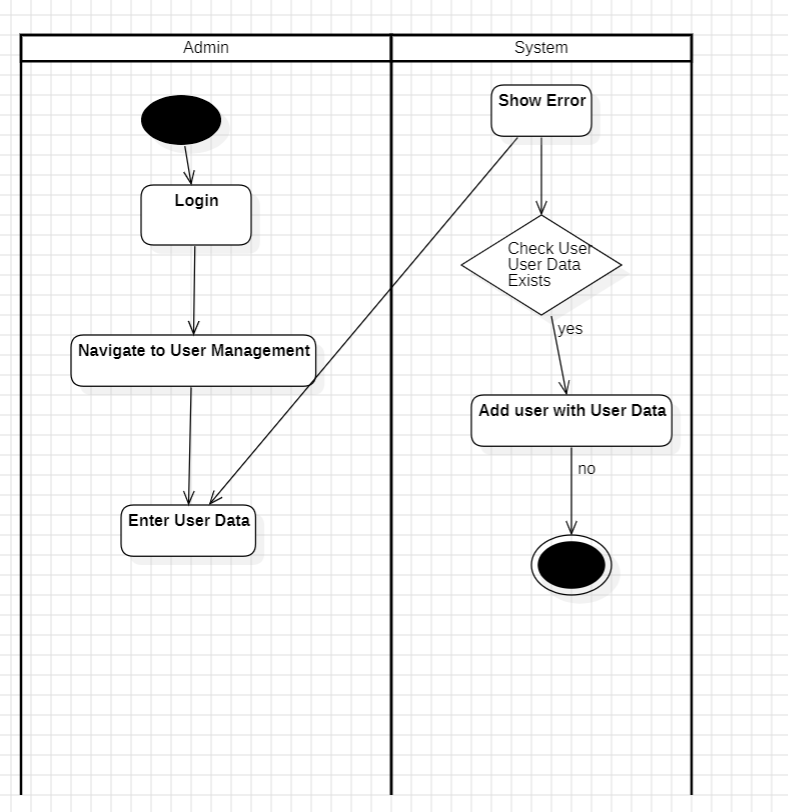 Admin
System
Show Error
Login
Check User
User Data
Exists
yes
Navigate to User Management
Add user with User Data
no
Enter User Data